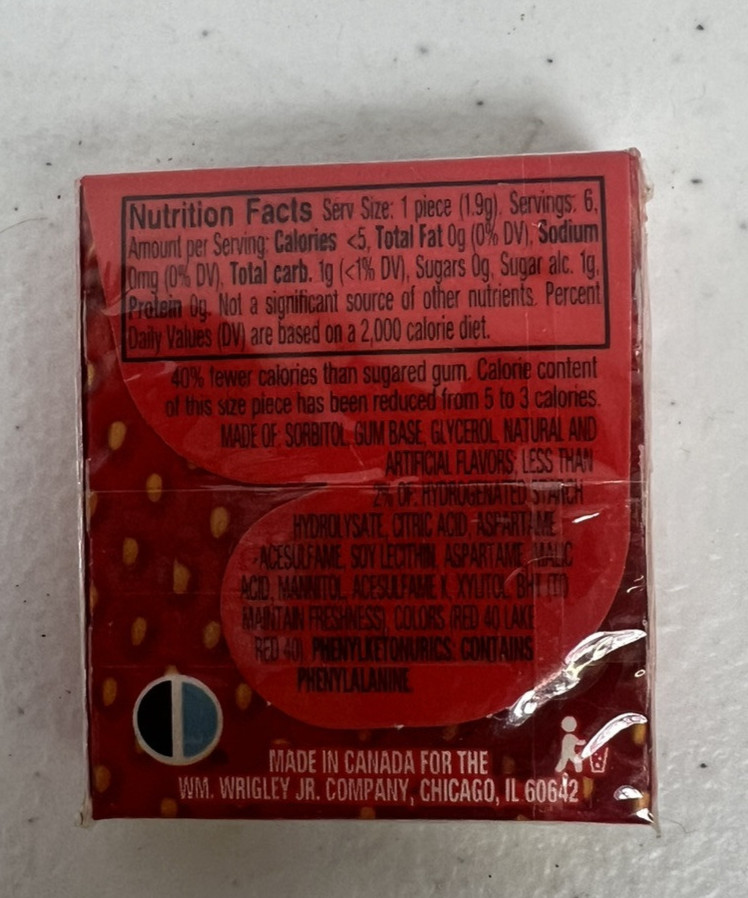 Nutrition Facts Serv Size: 1 piece (1.9g), Servings: 6,
Amount per Serving: Calories <5, Total Fat 0g (0% DV), Sodium
0mg (0% DV), Total carb. 1g (<1% DV), Sugars 0g, Sugar alc. 1g,
Protein 0g. Not a significant source of other nutrients. Percent
Daily Values (DV) are based on a 2,000 calorie diet.
40% fewer calories than sugared gum. Calorie content
of this size piece has been reduced from 5 to 3 calories.
MADE OF: SORBITOL, GUM BASE, GLYCEROL, NATURAL AND
ARTIFICIAL FLAVORS; LESS THAN
2% OF: HYDROGENATED STARCH
HYDROLYSATE, CITRIC ACID, ASPARTAME
-ACESULFAME, SOY LECITHIN, ASPARTAME, MALIC
ACID, MANNITOL, ACESULFAME K, XYLITOL, BHT (TO
MAINTAIN FRESHNESS), COLORS (RED 40 LAKE,
RED 40). PHENYLKETONURICS: CONTAINS
PHENYLALANINE.
MADE IN CANADA FOR THE
WM. WRIGLEY JR. COMPANY, CHICAGO, IL 60642